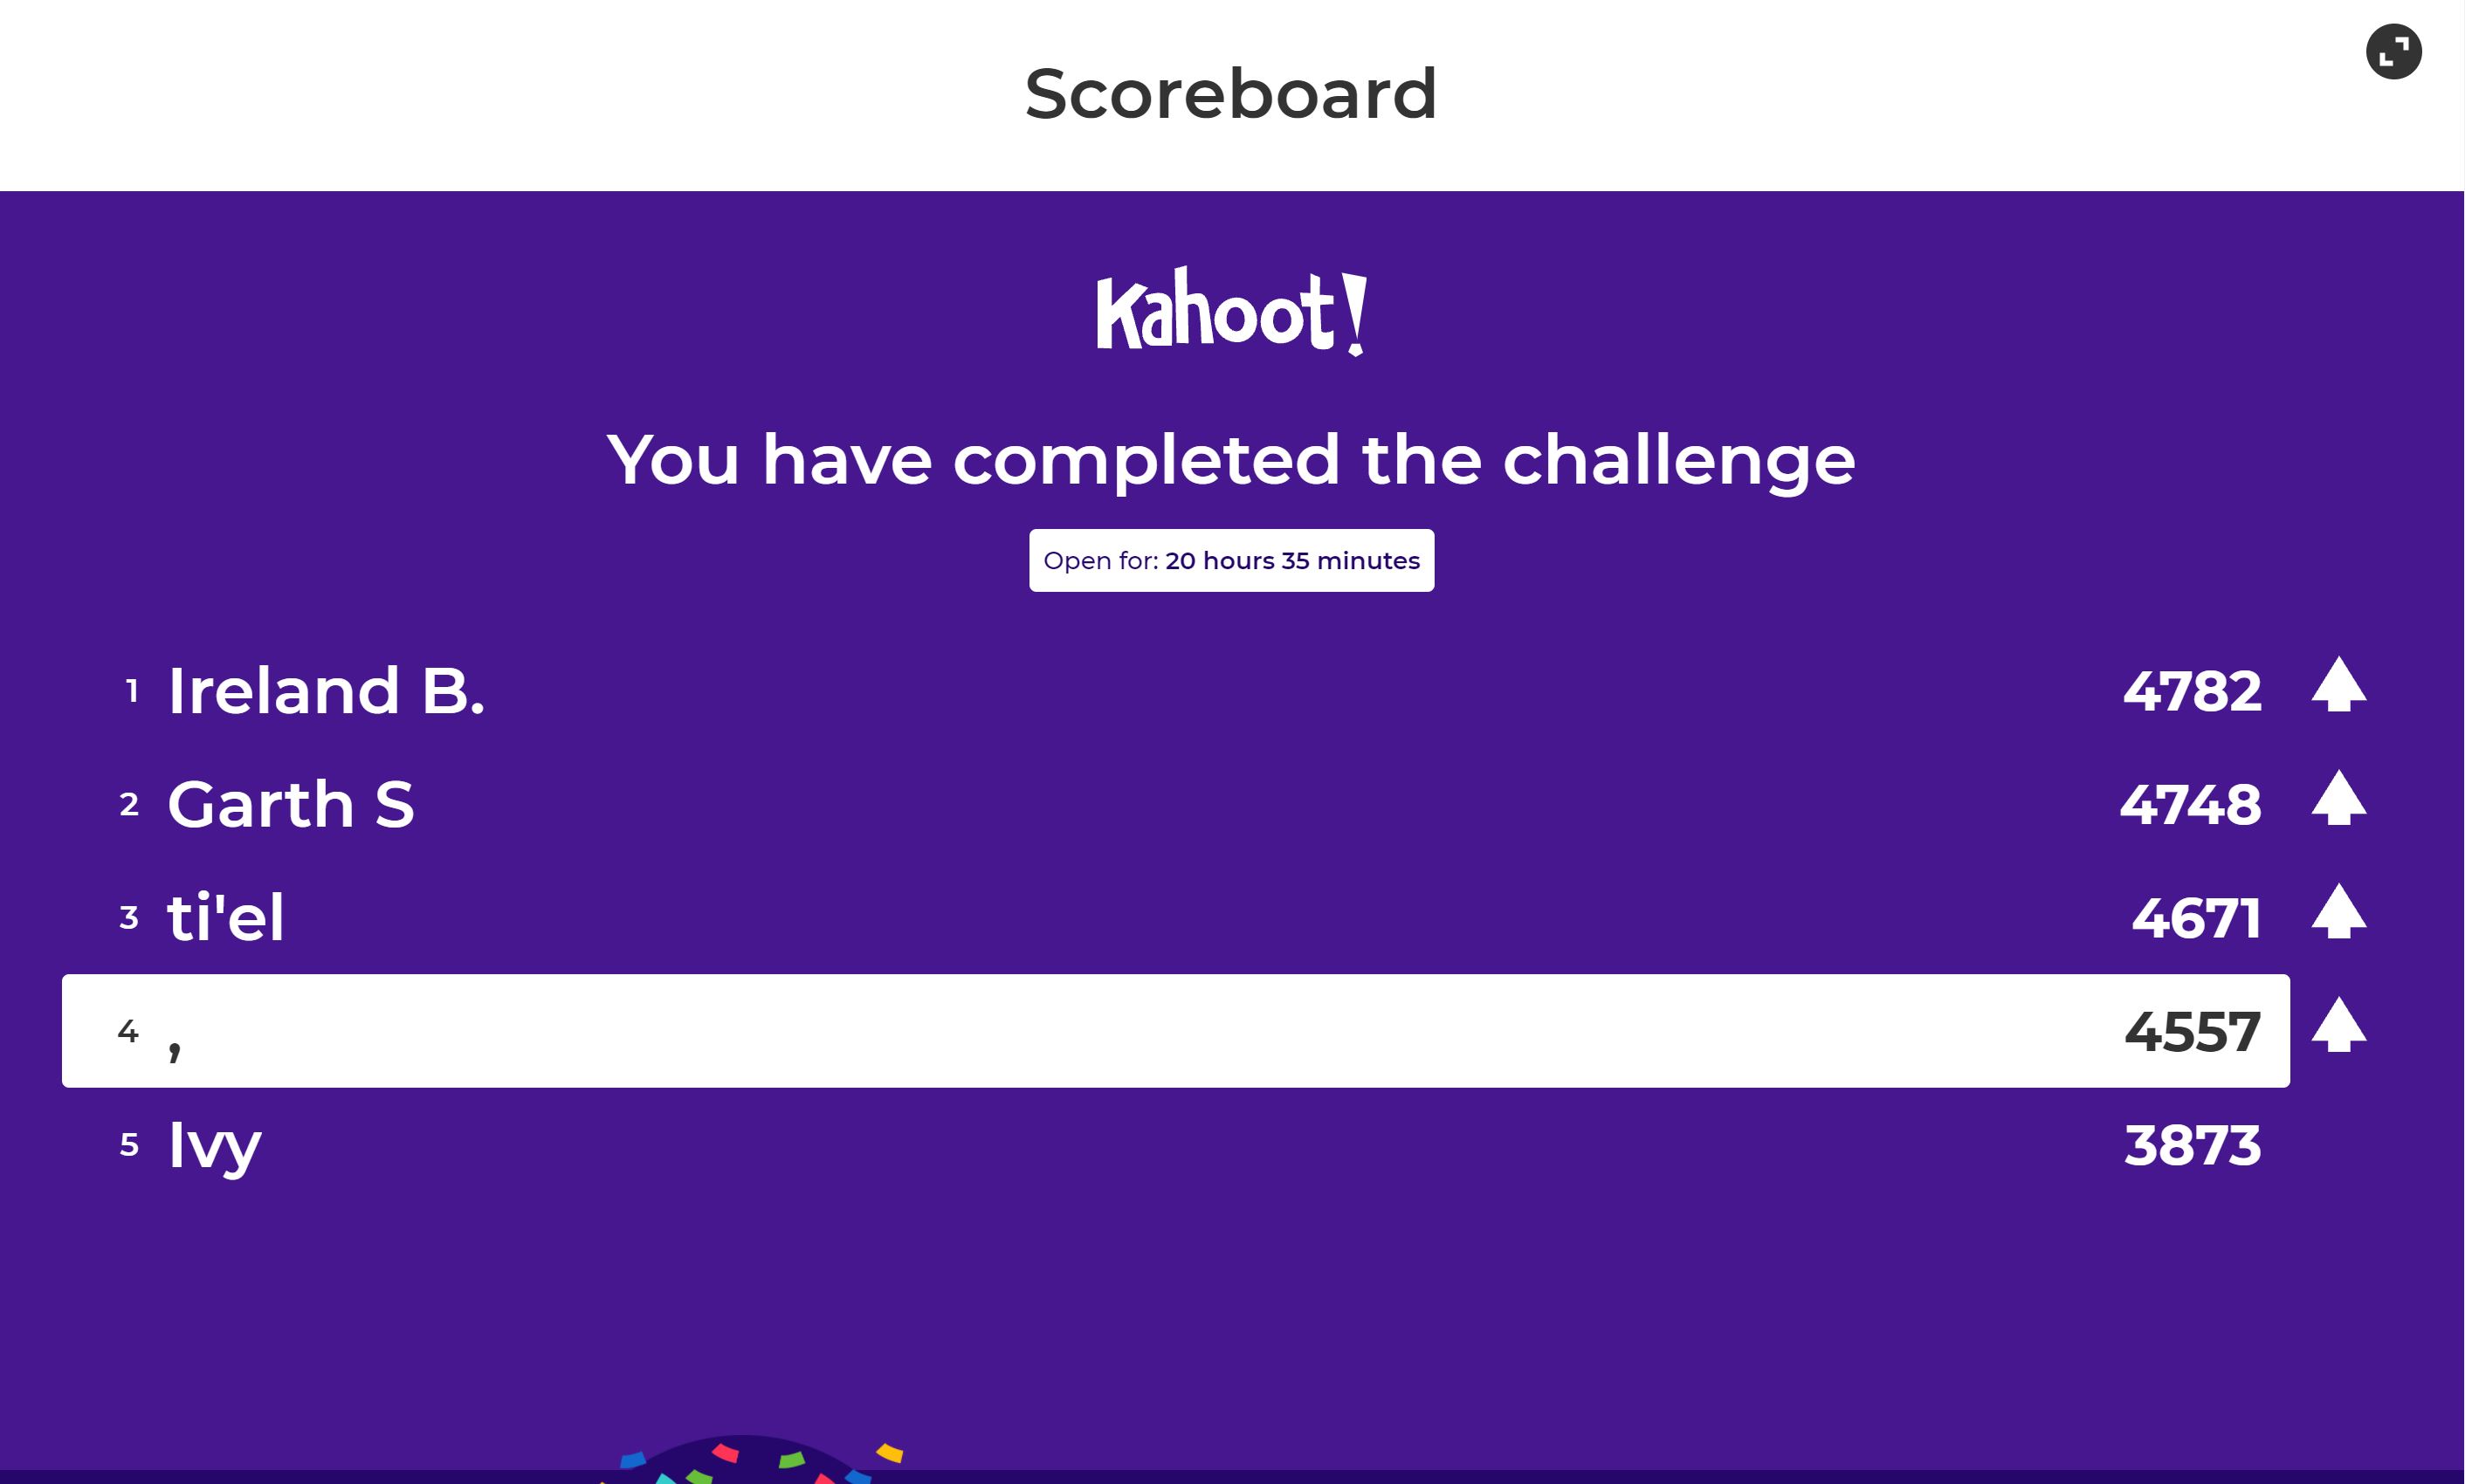 Scoreboard
Kahoot!
You have completed the challenge
Open for: 20 hours 35 minutes
1 Ireland B. 4782
2 Garth S 4748
3 ti'el 4671
4 , 4557
5 Ivy 3873